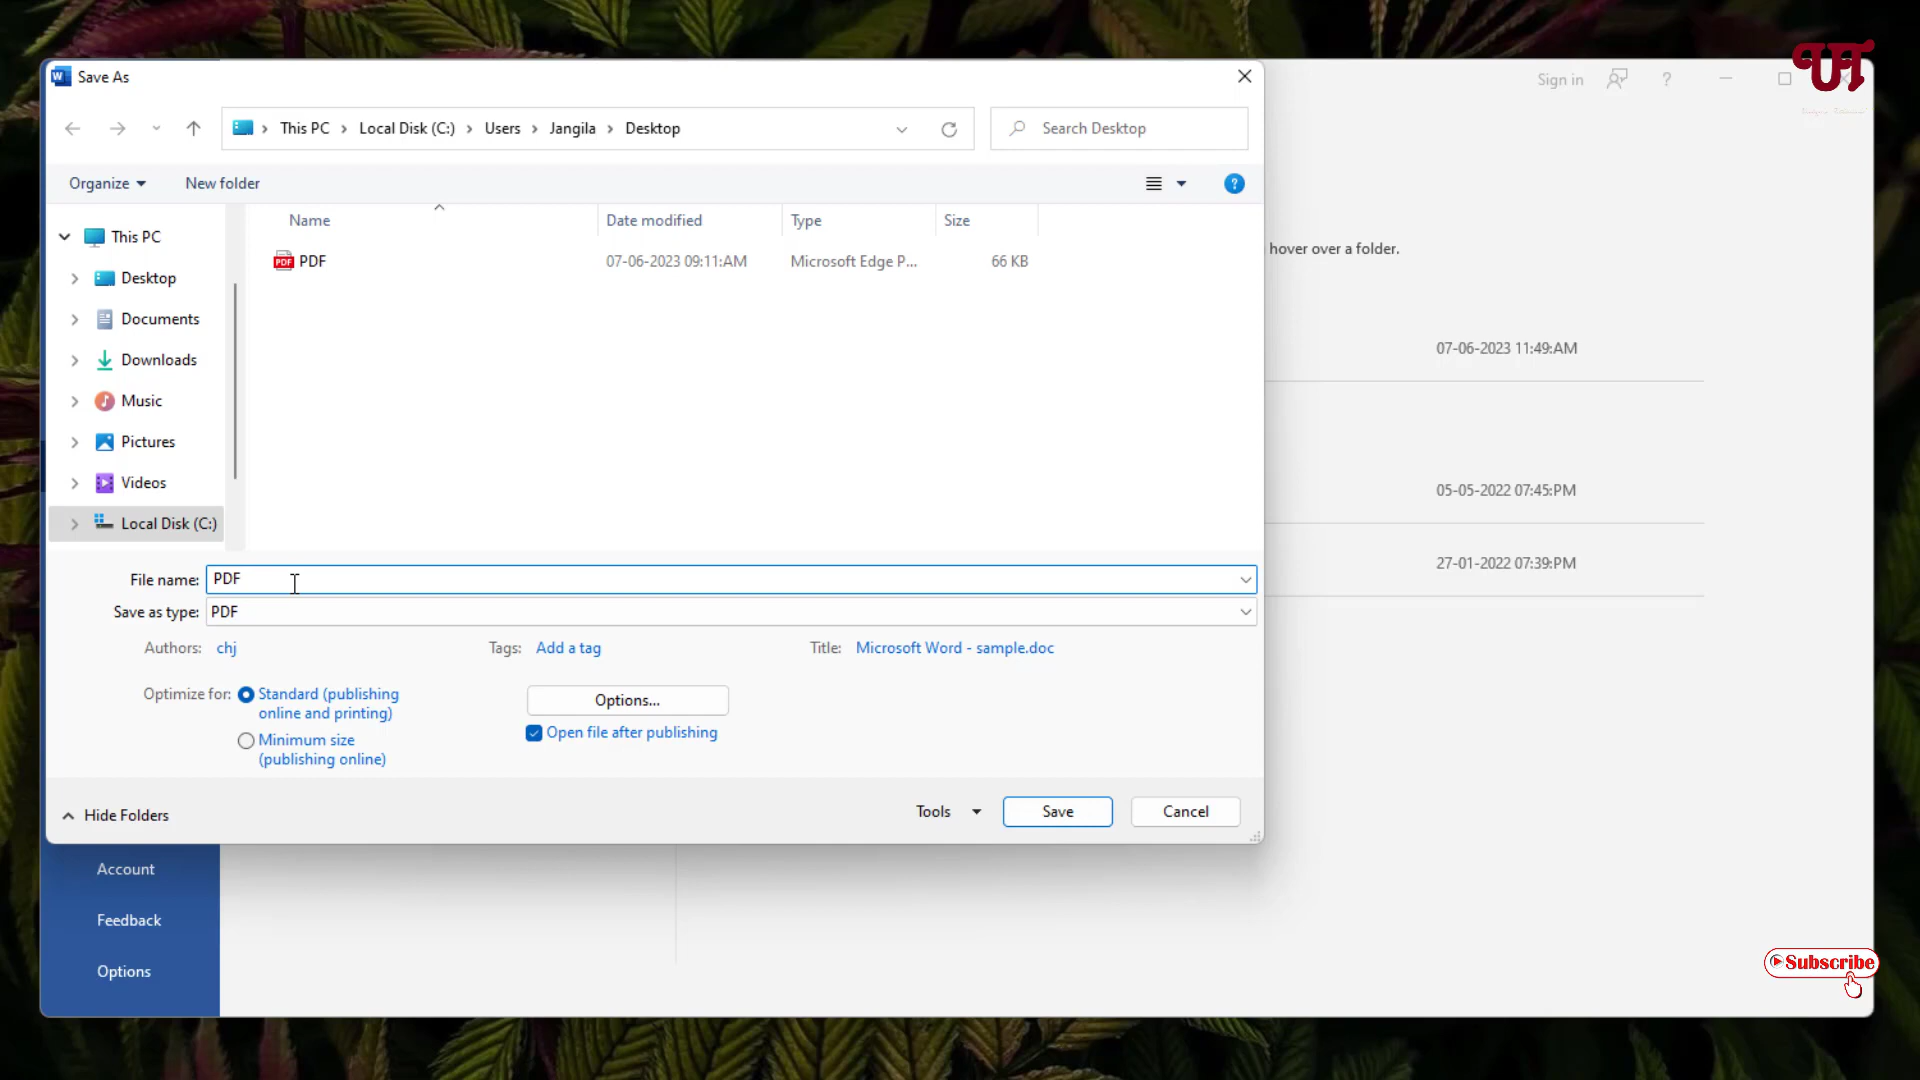 Save As
Sign in
UT
This PC
Local Disk (C:)
Users
Jangila
Desktop
Search Desktop
Organize
New folder
hover over a folder.
Name
Date modified
Type
Size
PDF PDF
07-06-2023 09:11:AM
Microsoft Edge P...
66 KB
This PC
Desktop
Documents
Downloads
Music
Pictures
Videos
Local Disk (C:)
07-06-2023 11:49:AM
05-05-2022 07:45:PM
27-01-2022 07:39:PM
File name: PDF
Save as type: PDF
Authors: chj
Tags: Add a tag
Title: Microsoft Word - sample.doc
Optimize for:
Standard (publishing
online and printing)
Minimum size
(publishing online)
Options...
Open file after publishing
Hide Folders
Tools
Save
Cancel
Account
Feedback
Options
Subscribe